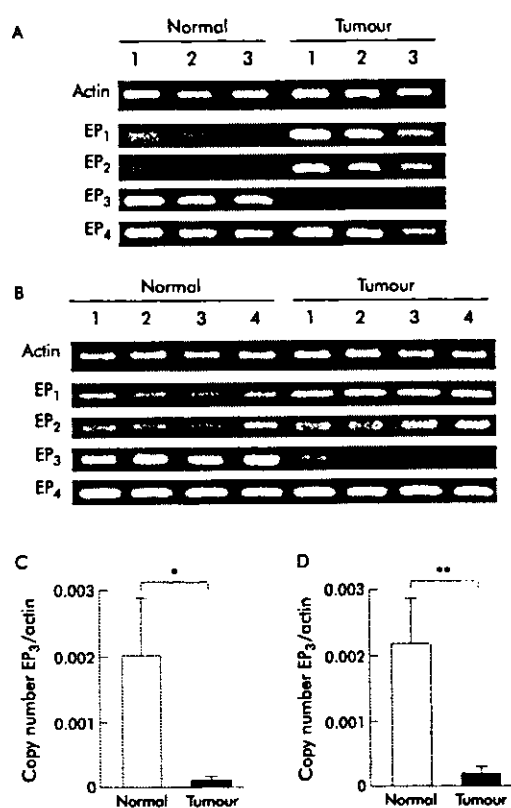 A
Normal Tumour
1 2 3 1 2 3
Actin
EP1
EP2
EP3
EP4
B
Normal Tumour
1 2 3 4 1 2 3 4
Actin
EP1
EP2
EP3
EP4
C
Copy number EP3/actin
0.003
0.002
0.001
0
*
Normal Tumour
D
Copy number EP3/actin
0.003
0.002
0.001
0
**
Normal Tumour